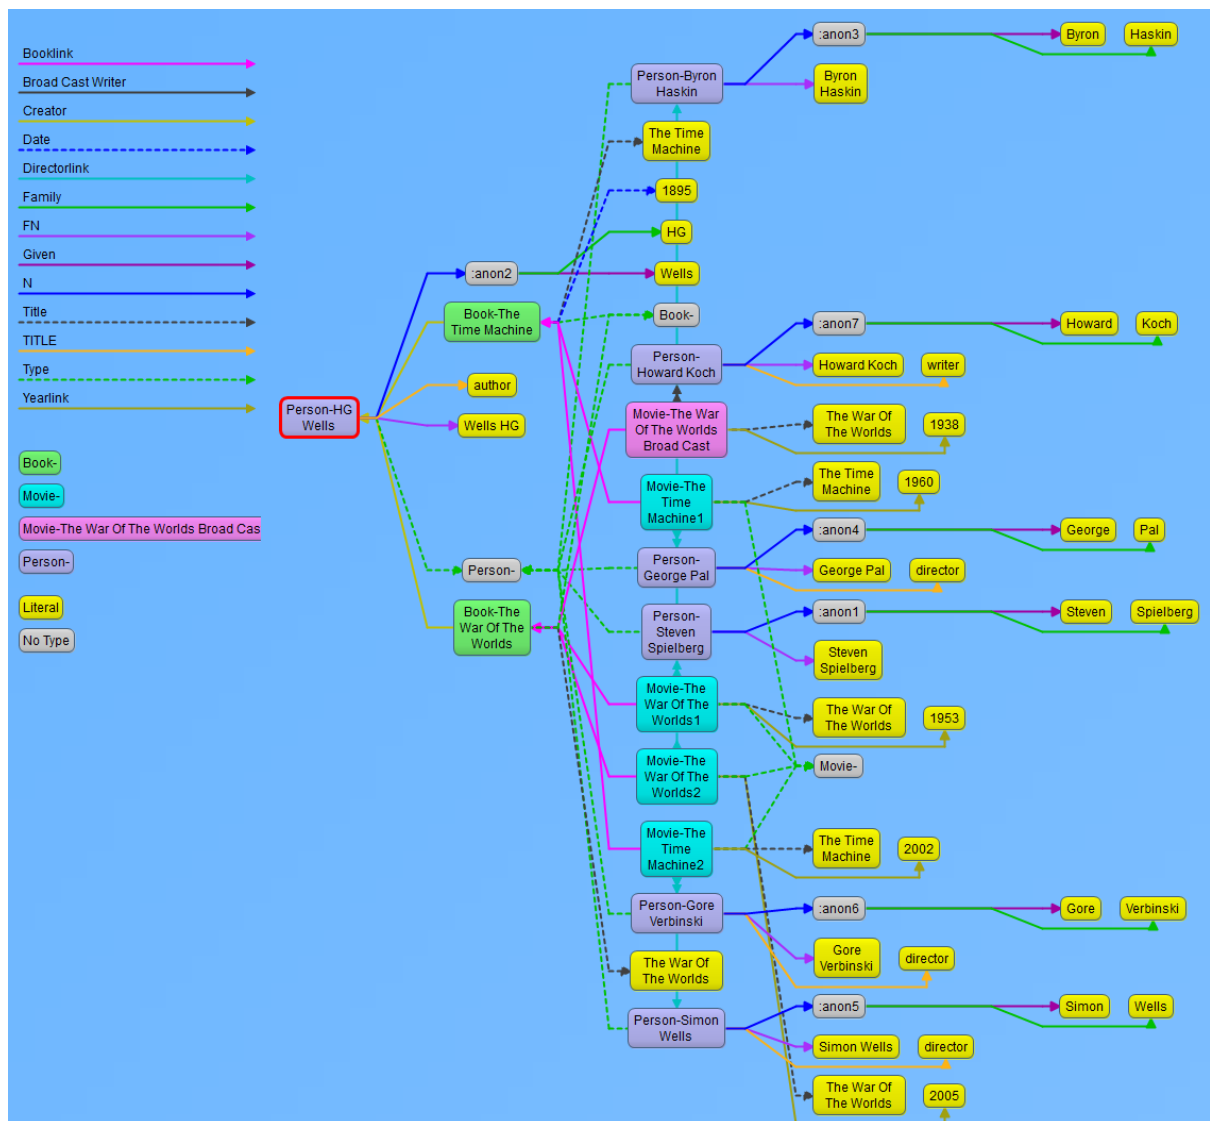 Booklink
Broad Cast Writer
Creator
Date
Directorlink
Family
FN
Given
N
Title
TITLE
Type
Yearlink
Book-
Movie-
Movie-The War Of The Worlds Broad Cas
Person-
Literal
No Type
Person-HG
Wells
:anon2
Book-The
Time Machine
author
Wells HG
Person-
Book-The
War Of The
Worlds
Person-Byron
Haskin
The Time
Machine
1895
HG
Wells
Book-
Person-
Howard Koch
Movie-The War
Of The Worlds
Broad Cast
Movie-The
Time
Machine1
Person-
George Pal
Person-
Steven
Spielberg
Movie-The
War Of The
Worlds1
Movie-The
War Of The
Worlds2
Movie-The
Time
Machine2
Person-Gore
Verbinski
The War Of
The Worlds
Person-Simon
Wells
:anon3
Byron
Haskin
Byron
Haskin
:anon7
Howard
Koch
Howard Koch
writer
The War Of
The Worlds
1938
The Time
Machine
1960
:anon4
George
Pal
George Pal
director
:anon1
Steven
Spielberg
Steven
Spielberg
The War Of
The Worlds
1953
Movie-
The Time
Machine
2002
:anon6
Gore
Verbinski
Gore
Verbinski
director
:anon5
Simon
Wells
Simon Wells
director
The War Of
The Worlds
2005